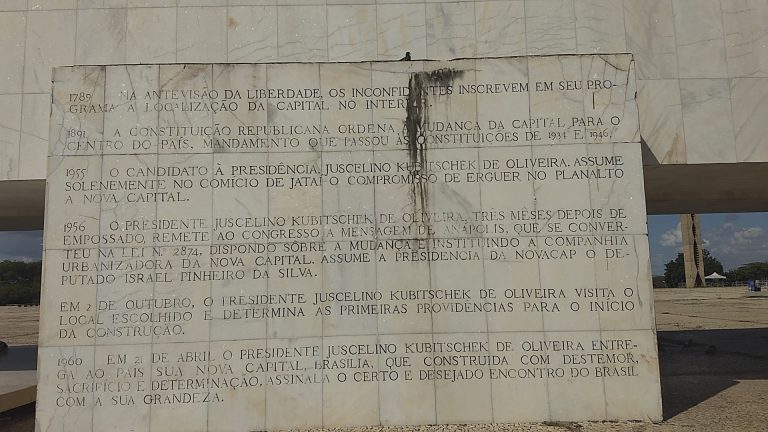 1789 NA ANTEVISÃO DA LIBERDADE, OS INCONFIDENTES INSCREVEM EM SEU PRO-
GRAMA A LOCALIZAÇÃO DA CAPITAL NO INTERIOR.
1891 A CONSTITUIÇÃO REPUBLICANA ORDENA A MUDANÇA DA CAPITAL PARA O
CENTRO DO PAÍS, MANDAMENTO QUE PASSOU ÀS CONSTITUIÇÕES DE 1934 E 1946.
1955 O CANDIDATO À PRESIDÊNCIA, JUSCELINO KUBITSCHEK DE OLIVEIRA, ASSUME
SOLENEMENTE NO COMÍCIO DE JATAÍ O COMPROMISSO DE ERGUER NO PLANALTO
A NOVA CAPITAL.
1956 O PRESIDENTE JUSCELINO KUBITSCHEK DE OLIVEIRA, TRÊS MÊSES DEPOIS DE
EMPOSSADO, REMETE AO CONGRESSO A MENSAGEM DE ANÁPOLIS, QUE SE CONVER-
TEU NA LEI N. 2874, DISPONDO SÔBRE A MUDANÇA E INSTITUINDO A COMPANHIA
URBANIZADORA DA NOVA CAPITAL. ASSUME A PRESIDÊNCIA DA NOVACAP O DE-
PUTADO ISRAEL PINHEIRO DA SILVA.
EM 2 DE OUTUBRO, O PRESIDENTE JUSCELINO KUBITSCHEK DE OLIVEIRA VISITA O
LOCAL ESCOLHIDO E DETERMINA AS PRIMEIRAS PROVIDÊNCIAS PARA O INÍCIO
DA CONSTRUÇÃO.
1960 EM 21 DE ABRIL O PRESIDENTE JUSCELINO KUBITSCHEK DE OLIVEIRA ENTRE-
GA AO PAÍS SUA NOVA CAPITAL, BRASÍLIA, QUE CONSTRUIDA COM DESTEMOR,
SACRIFÍCIO E DETERMINAÇÃO, ASSINALA O CERTO E DESEJADO ENCONTRO DO BRASIL
COM A SUA GRANDEZA.